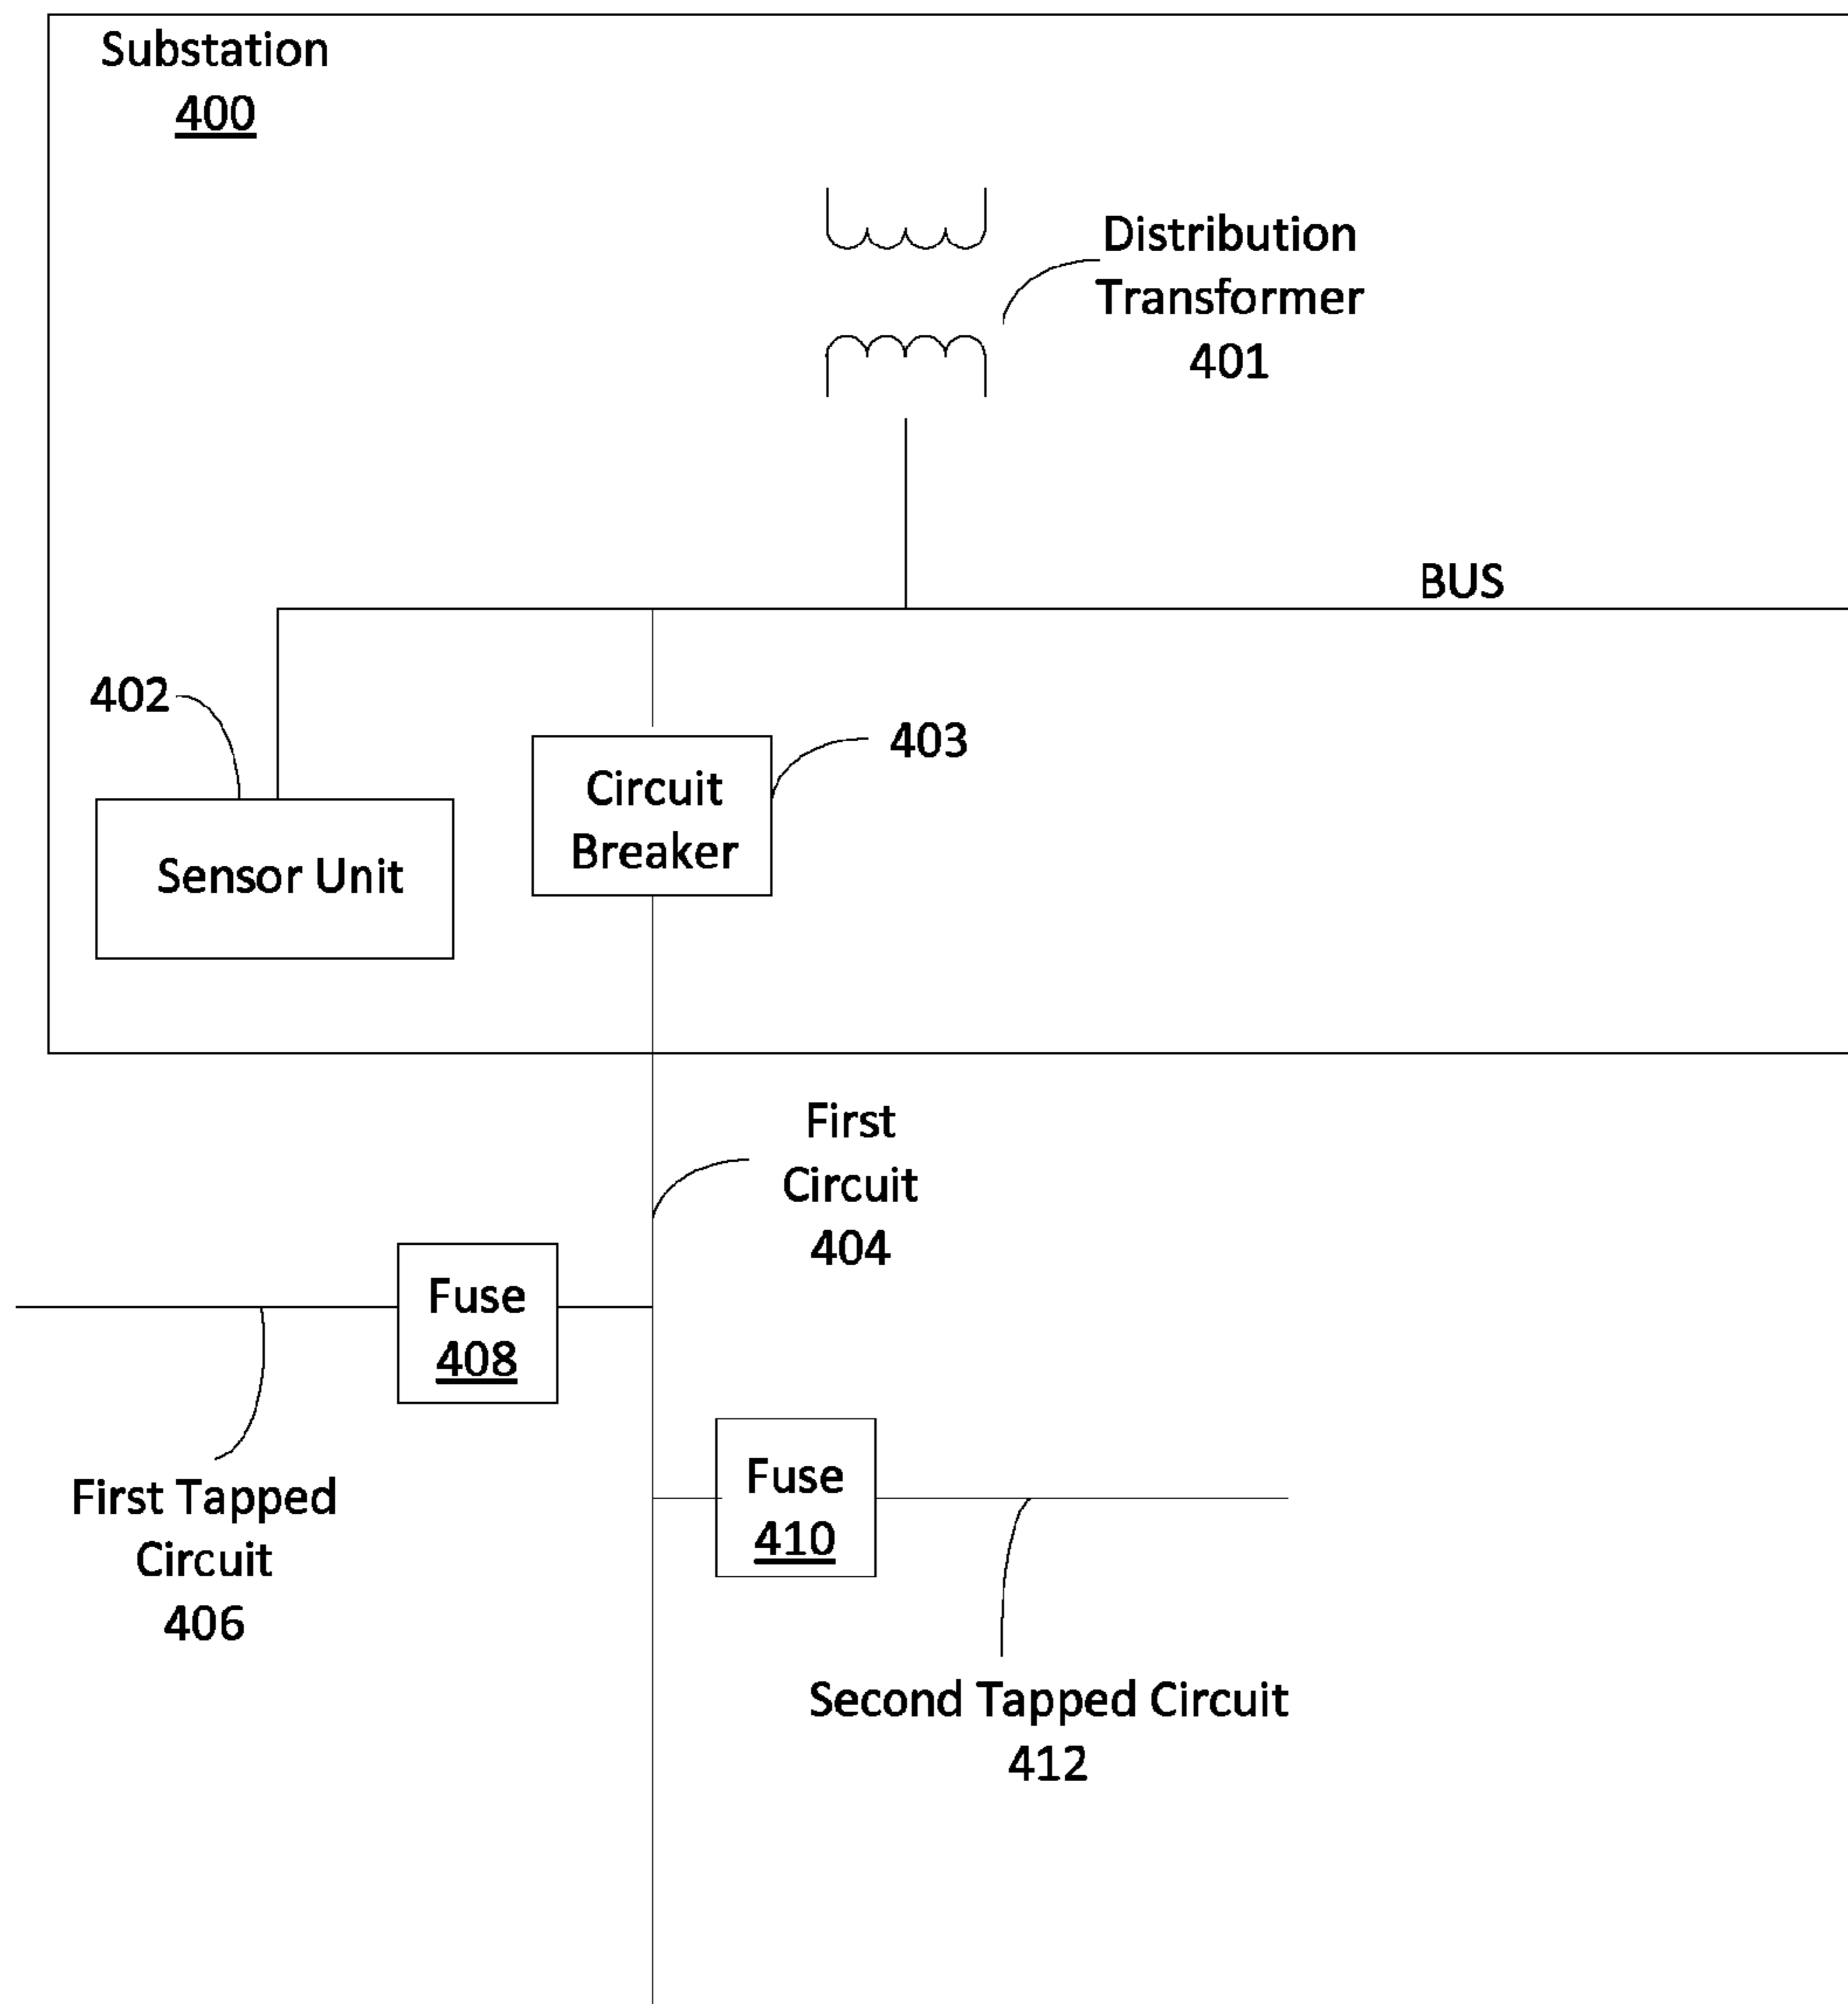 Substation
400
Distribution
Transformer
401
BUS
402
403
Circuit
Breaker
Sensor Unit
First
Circuit
404
Fuse
408
Fuse
410
First Tapped
Circuit
406
Second Tapped Circuit
412